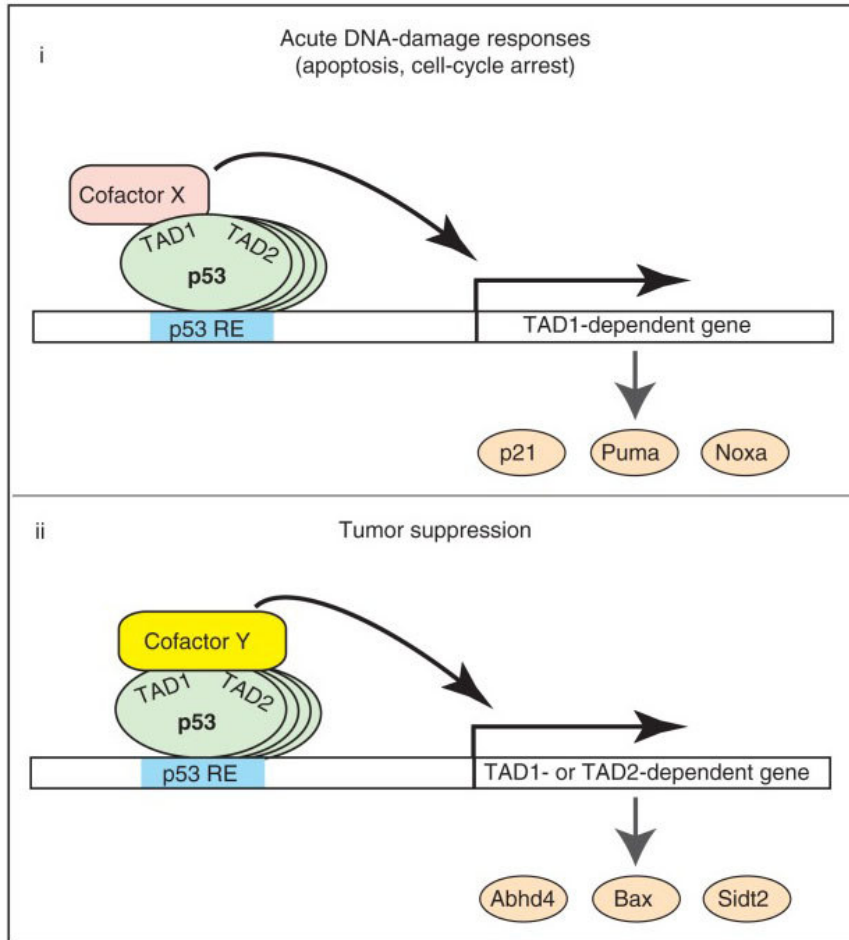 i
Acute DNA-damage responses
(apoptosis, cell-cycle arrest)
Cofactor X
TAD1 TAD2
p53
p53 RE
TAD1-dependent gene
p21 Puma Noxa
ii
Tumor suppression
Cofactor Y
TAD1 TAD2
p53
p53 RE
TAD1- or TAD2-dependent gene
Abhd4 Bax Sidt2